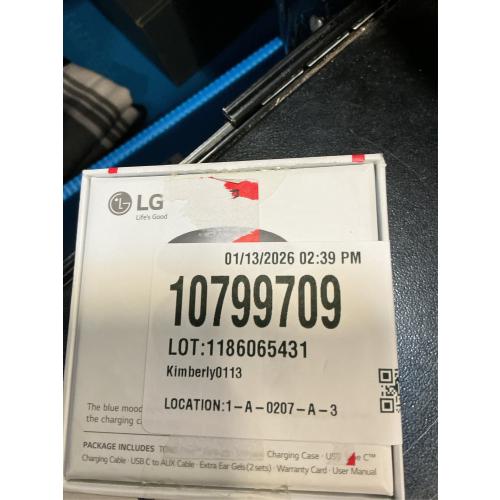 LG
Life's Good
01/13/2026 02:39 PM
10799709
LOT:1186065431
Kimberly0113
LOCATION:1-A-0207-A-3
The blue mood
the charging
PACKAGE INCLUDES Charging Case · C™
Charging Cable · USB C to AUX Cable · Extra Ear Gels (2 sets) · Warranty Card · User Manual